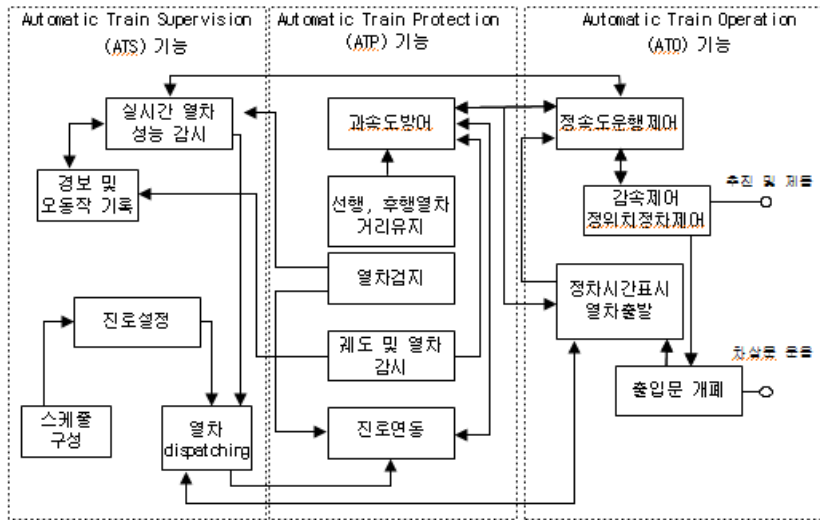 Automatic Train Supervision
(ATS) 기능
Automatic Train Protection
(ATP) 기능
Automatic Train Operation
(ATO) 기능
실시간 열차
성능 감시
경보 및
오동작 기록
진로설정
스케쥴
구성
열차
dispatching
과속도방어
선행, 후행열차
거리유지
열차검지
궤도 및 열차
감시
진로연동
정속도운행제어
감속제어
정위치정차제어
추진 및 제동
정차시간표시
열차출발
출입문 개폐